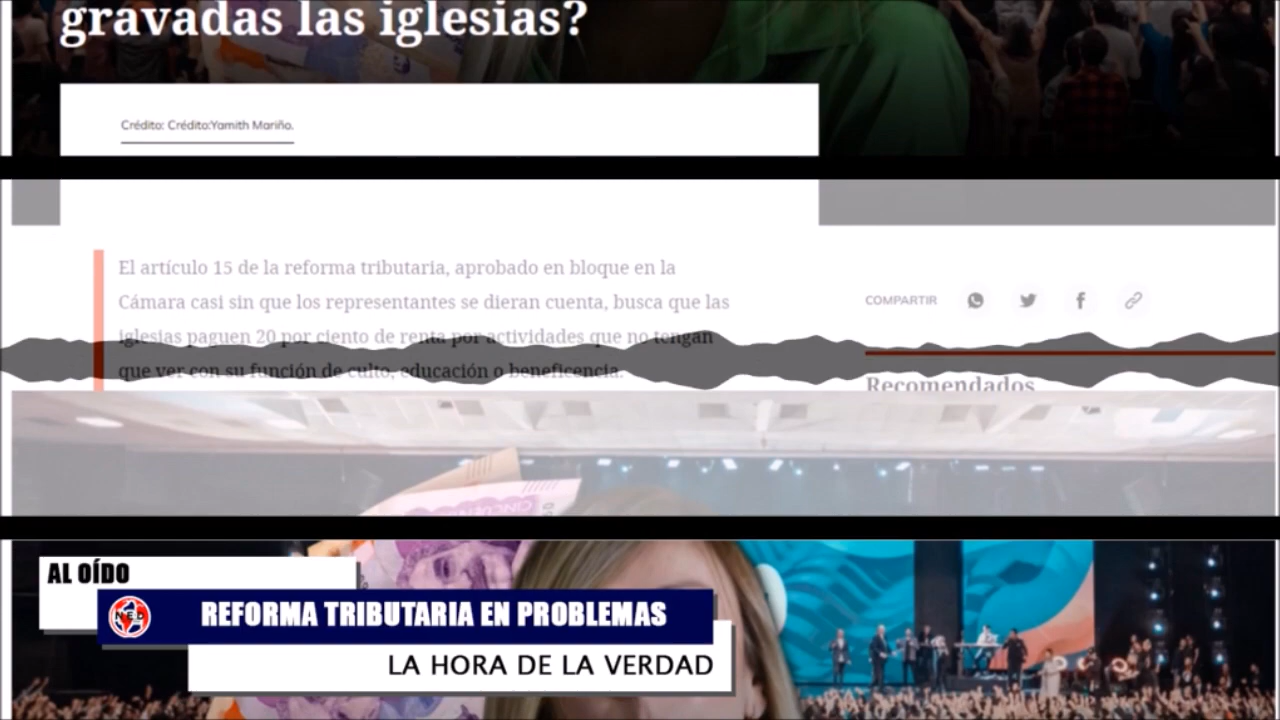 gravadas las iglesias?
Crédito: Crédito:Yamith Mariño.
El artículo 15 de la reforma tributaria, aprobado en bloque en la
Cámara casi sin que los representantes se dieran cuenta, busca que las
iglesias paguen 20 por ciento de renta por actividades que no tengan
que ver con su función de culto, educación o beneficencia.
COMPARTIR
Recomendados
AL OÍDO
REFORMA TRIBUTARIA EN PROBLEMAS
LA HORA DE LA VERDAD